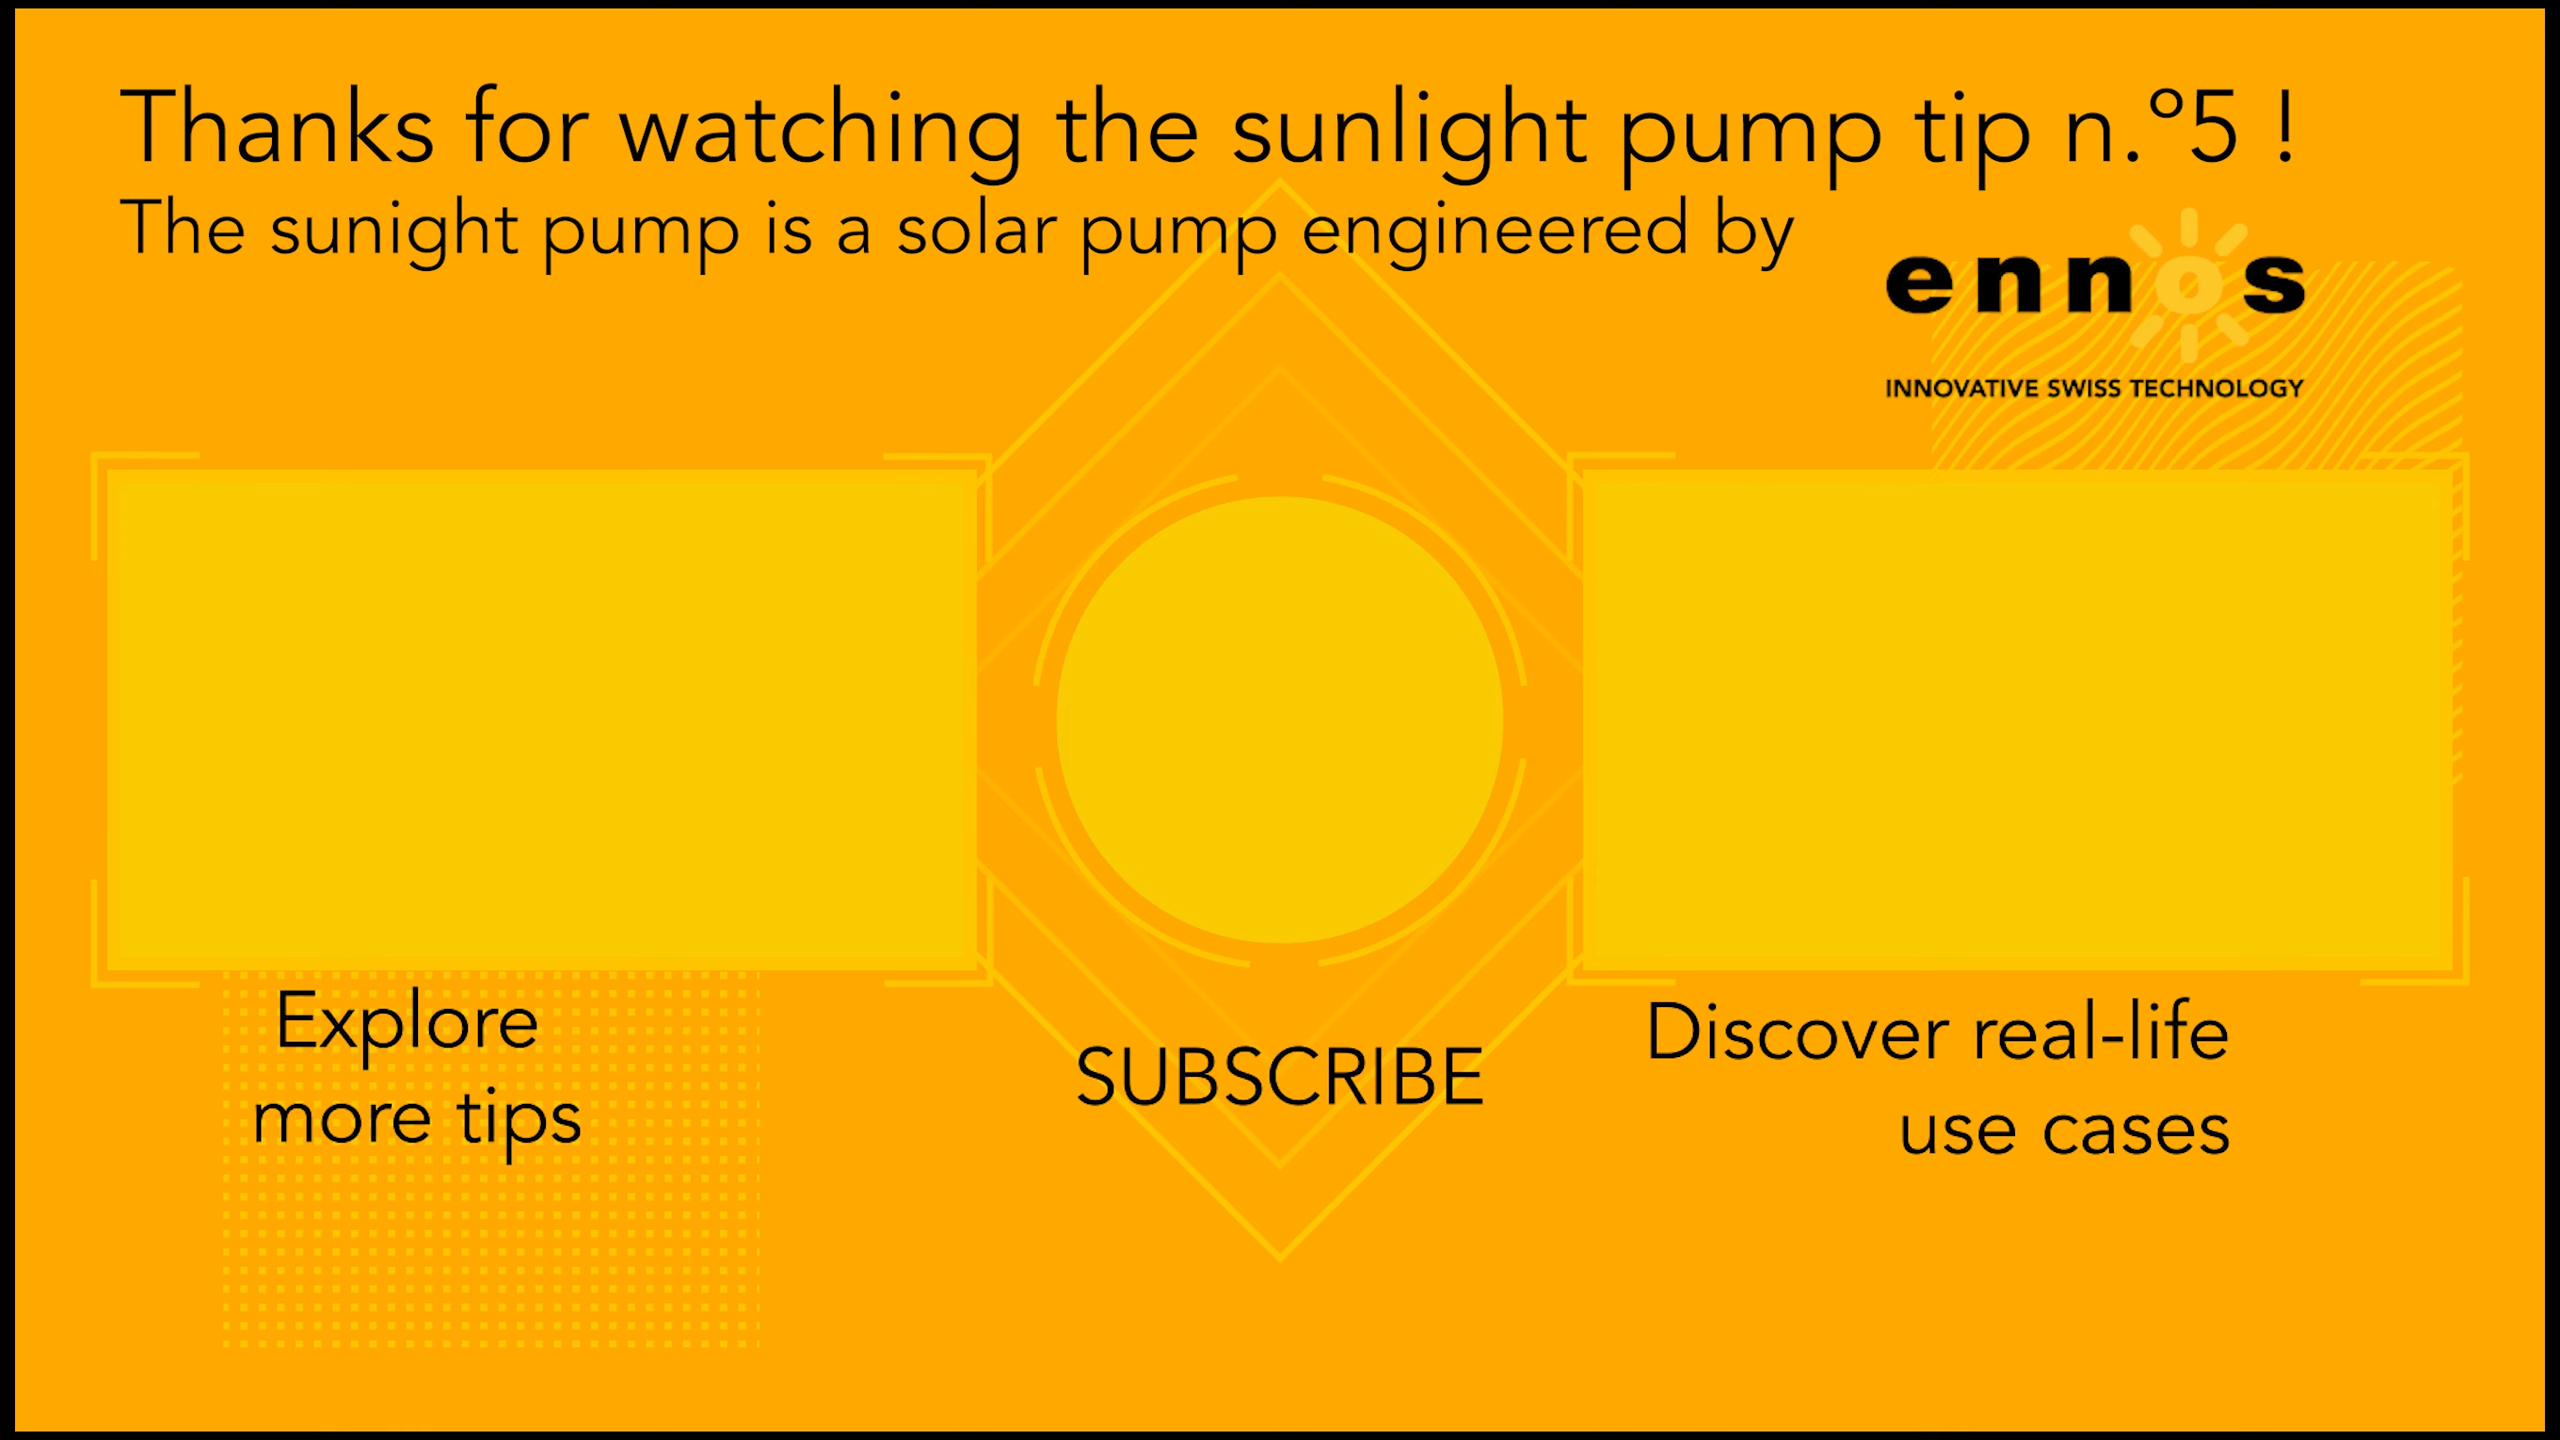 Thanks for watching the sunlight pump tip n.º5 !
The sunight pump is a solar pump engineered by
ennos
INNOVATIVE SWISS TECHNOLOGY
Explore
more tips
SUBSCRIBE
Discover real-life
use cases